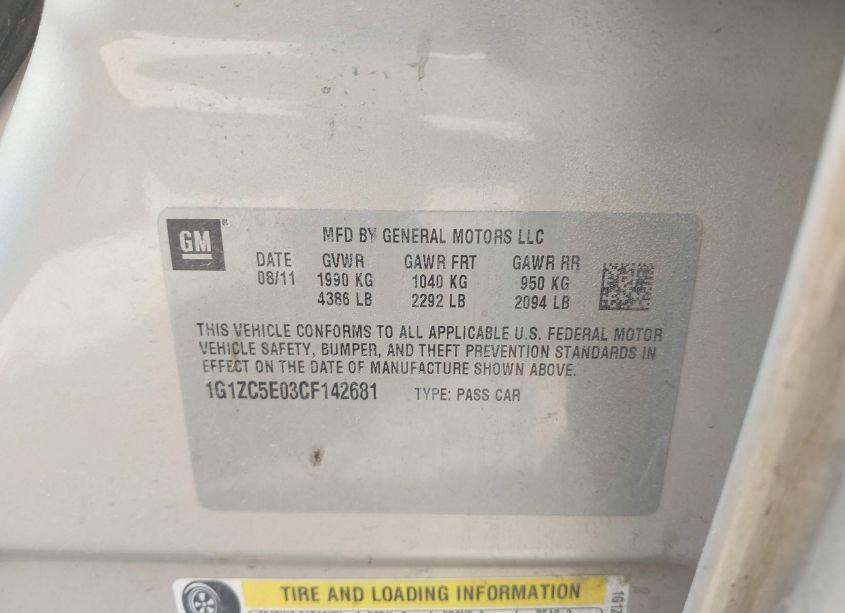 GM ®
MFD BY GENERAL MOTORS LLC
DATE GVWR GAWR FRT GAWR RR
08/11 1990 KG 1040 KG 950 KG
4386 LB 2292 LB 2094 LB
THIS VEHICLE CONFORMS TO ALL APPLICABLE U.S. FEDERAL MOTOR
VEHICLE SAFETY, BUMPER, AND THEFT PREVENTION STANDARDS IN
EFFECT ON THE DATE OF MANUFACTURE SHOWN ABOVE.
1G1ZC5E03CF142681 TYPE: PASS CAR
TIRE AND LOADING INFORMATION
1G1Z